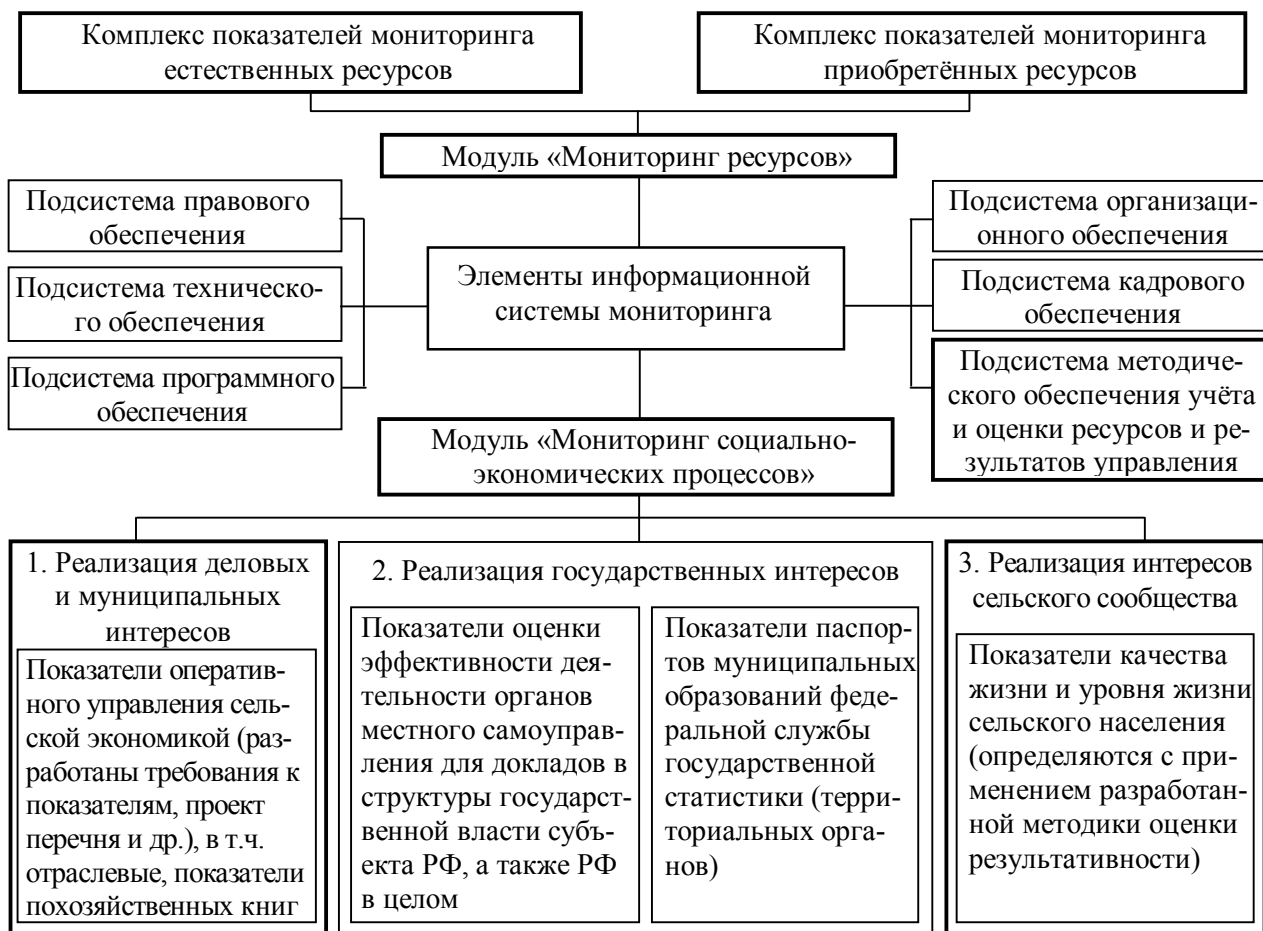 Комплекс показателей мониторинга
естественных ресурсов
Комплекс показателей мониторинга
приобретённых ресурсов
Модуль «Мониторинг ресурсов»
Подсистема правового
обеспечения
Подсистема техническо-
го обеспечения
Подсистема программного
обеспечения
Элементы информационной
системы мониторинга
Подсистема организаци-
онного обеспечения
Подсистема кадрового
обеспечения
Подсистема методиче-
ского обеспечения учёта
и оценки ресурсов и ре-
зультатов управления
Модуль «Мониторинг социально-
экономических процессов»
1. Реализация деловых
и муниципальных
интересов
Показатели оператив-
ного управления сель-
ской экономикой (раз-
работаны требования к
показателям, проект
перечня и др.), в т.ч.
отраслевые, показатели
похозяйственных книг
2. Реализация государственных интересов
Показатели оценки
эффективности дея-
тельности органов
местного самоуправ-
ления для докладов в
структуры государст-
венной власти субъ-
екта РФ, а также РФ
в целом
Показатели паспор-
тов муниципальных
образований феде-
ральной службы
государственной
статистики (терри-
ториальных орга-
нов)
3. Реализация интересов
сельского сообщества
Показатели качества
жизни и уровня жизни
сельского населения
(определяются с при-
менением разработан-
ной методики оценки
результативности)